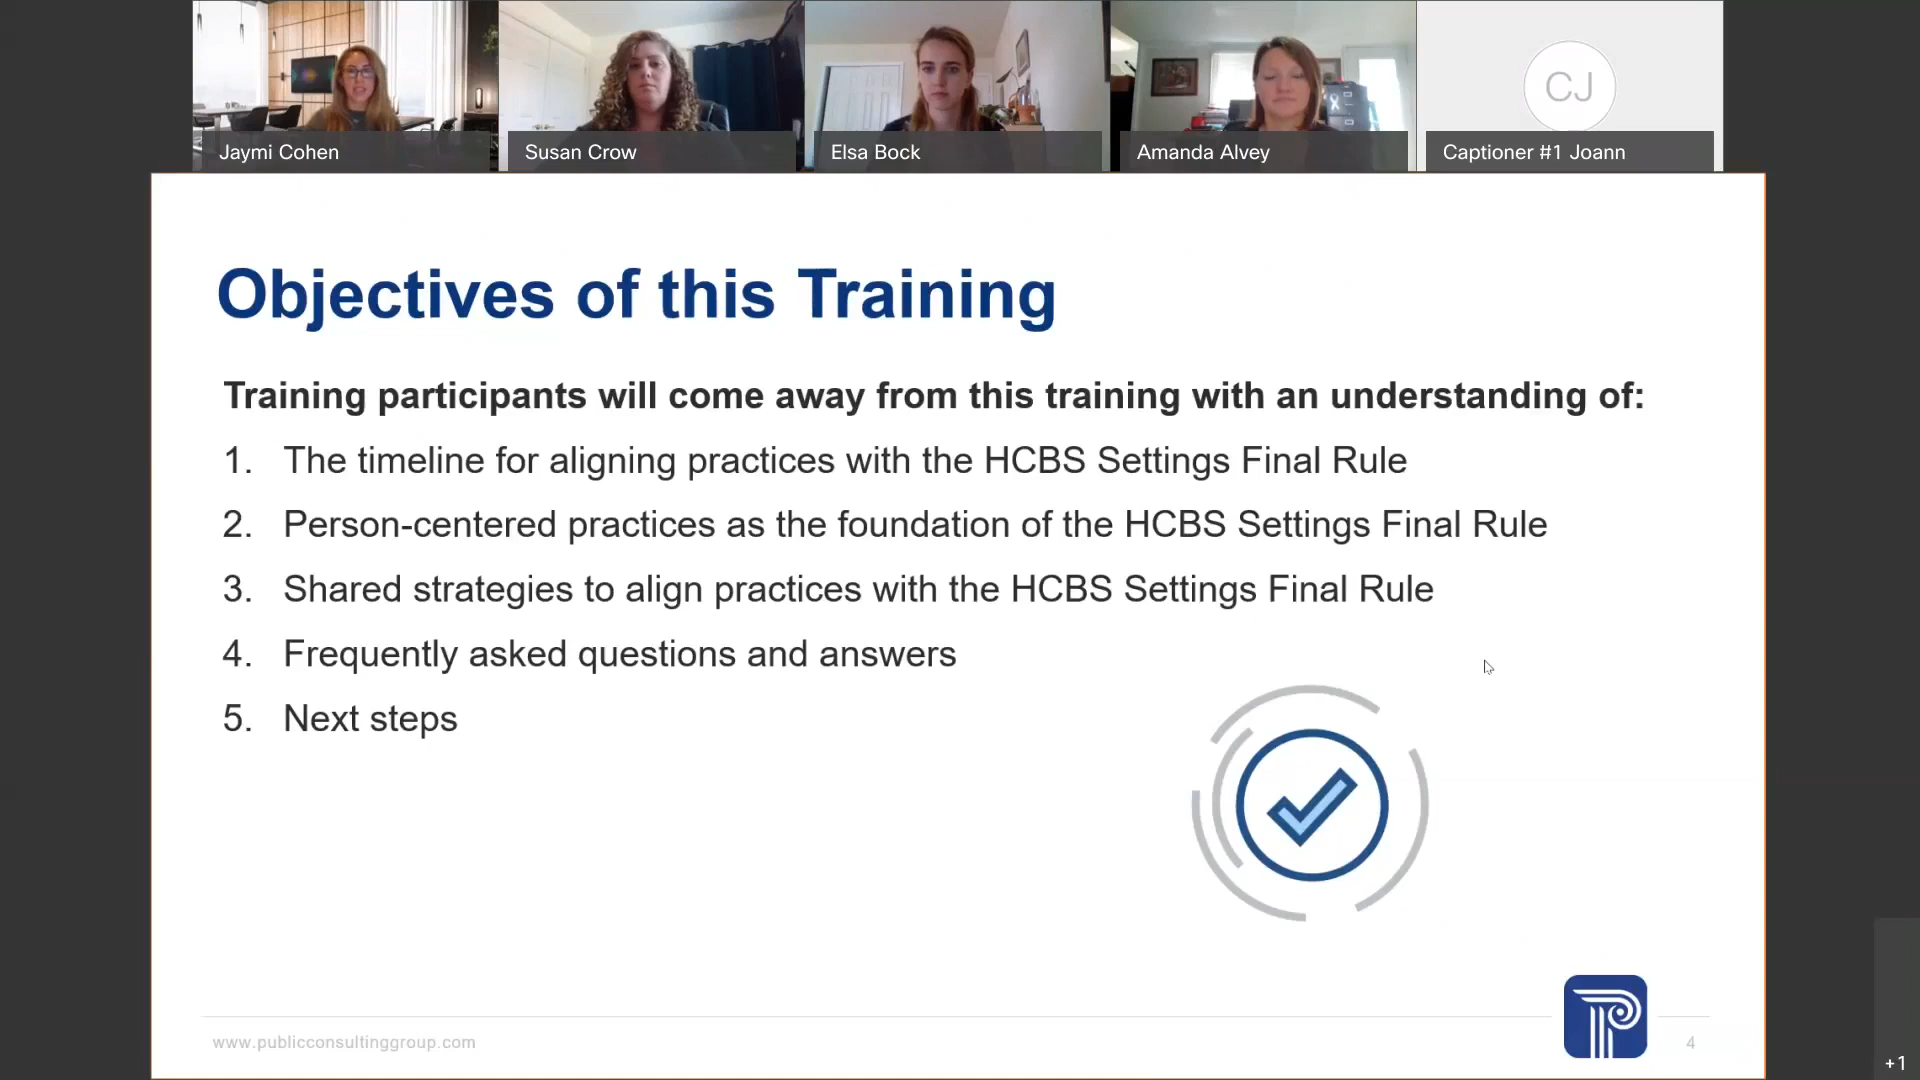 Jaymi Cohen
Susan Crow
Elsa Bock
Amanda Alvey
CJ
Captioner #1 Joann
Objectives of this Training
Training participants will come away from this training with an understanding of:
1. The timeline for aligning practices with the HCBS Settings Final Rule
2. Person-centered practices as the foundation of the HCBS Settings Final Rule
3. Shared strategies to align practices with the HCBS Settings Final Rule
4. Frequently asked questions and answers
5. Next steps
www.publicconsultinggroup.com
4
+1